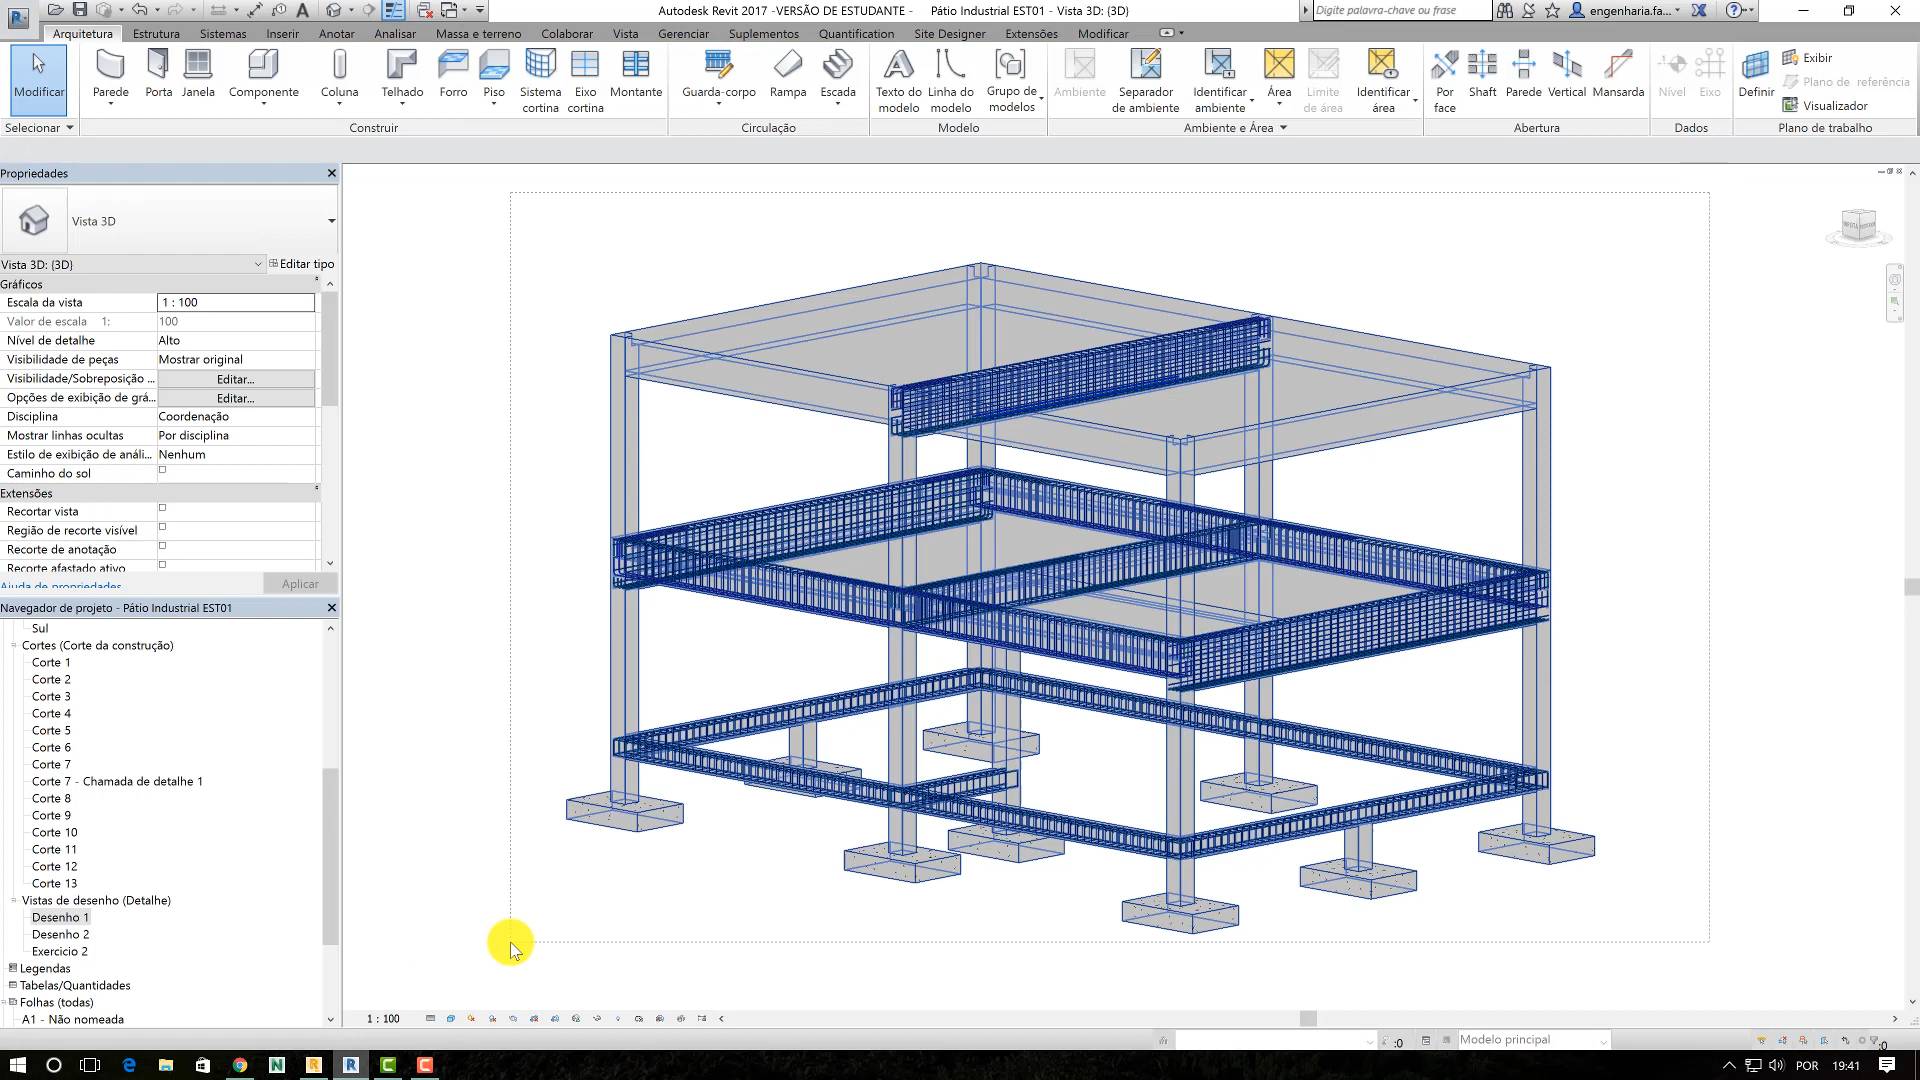 Autodesk Revit 2017 -VERSÃO DE ESTUDANTE -     Pátio Industrial EST01 - Vista 3D: {3D}
Digite palavra-chave ou frase
engenharia.fa...
Arquitetura Estrutura Sistemas Inserir Anotar Analisar Massa e terreno Colaborar Vista Gerenciar Suplementos Quantification Site Designer Extensões Modificar
Modificar
Parede
Porta
Janela
Componente
Coluna
Telhado
Forro
Piso
Sistema cortina
Eixo cortina
Montante
Guarda-corpo
Rampa
Escada
Texto do modelo
Linha do modelo
Grupo de modelos
Ambiente
Separador de ambiente
Identificar ambiente
Área
Limite de área
Identificar área
Por face
Shaft
Parede
Vertical
Mansarda
Nível
Eixo
Definir
Exibir
Plano de referência
Visualizador
Selecionar
Construir
Circulação
Modelo
Ambiente e Área
Abertura
Dados
Plano de trabalho
Propriedades
Vista 3D
Vista 3D: {3D}
Editar tipo
Gráficos
Escala da vista 1 : 100
Valor de escala 1: 100
Nível de detalhe Alto
Visibilidade de peças Mostrar original
Visibilidade/Sobreposição ... Editar...
Opções de exibição de grá... Editar...
Disciplina Coordenação
Mostrar linhas ocultas Por disciplina
Estilo de exibição de análi... Nenhum
Caminho do sol
Extensões
Recortar vista
Região de recorte visível
Recorte de anotação
Recorte afastado ativo
Ajuda de propriedades
Aplicar
Navegador de projeto - Pátio Industrial EST01
Sul
Cortes (Corte da construção)
Corte 1
Corte 2
Corte 3
Corte 4
Corte 5
Corte 6
Corte 7
Corte 7 - Chamada de detalhe 1
Corte 8
Corte 9
Corte 10
Corte 11
Corte 12
Corte 13
Vistas de desenho (Detalhe)
Desenho 1
Desenho 2
Exercicio 2
Legendas
Tabelas/Quantidades
Folhas (todas)
A1 - Não nomeada
1 : 100
:0
Modelo principal
:0
POR
19:41